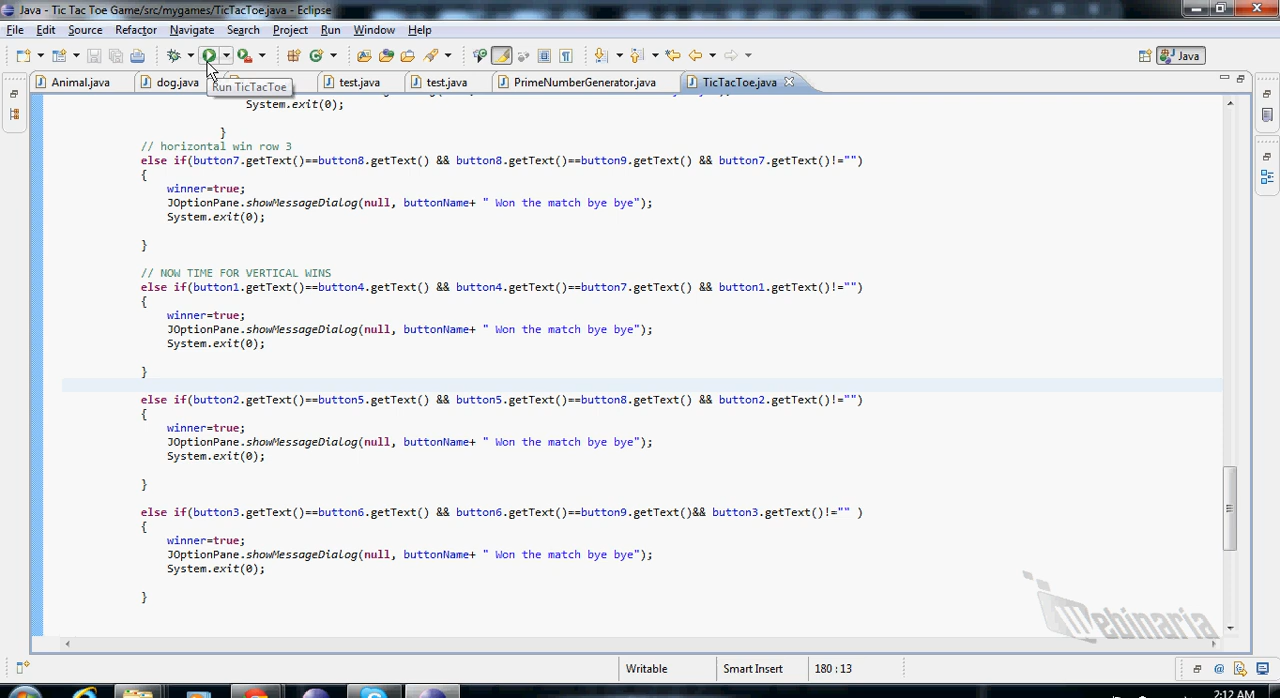 Java - Tic Tac Toe Game/src/mygames/TicTacToe.java - Eclipse
File Edit Source Refactor Navigate Search Project Run Window Help
Java
Animal.java dog.java test.java test.java PrimeNumberGenerator.java TicTacToe.java
Run TicTacToe
System.exit(0);
}
// horizontal win row 3
else if(button7.getText()==button8.getText() && button8.getText()==button9.getText() && button7.getText()!="")
{
winner=true;
JOptionPane.showMessageDialog(null, buttonName+ " Won the match bye bye");
System.exit(0);
}
// NOW TIME FOR VERTICAL WINS
else if(button1.getText()==button4.getText() && button4.getText()==button7.getText() && button1.getText()!="")
{
winner=true;
JOptionPane.showMessageDialog(null, buttonName+ " Won the match bye bye");
System.exit(0);
}
else if(button2.getText()==button5.getText() && button5.getText()==button8.getText() && button2.getText()!="")
{
winner=true;
JOptionPane.showMessageDialog(null, buttonName+ " Won the match bye bye");
System.exit(0);
}
else if(button3.getText()==button6.getText() && button6.getText()==button9.getText()&& button3.getText()!="" )
{
winner=true;
JOptionPane.showMessageDialog(null, buttonName+ " Won the match bye bye");
System.exit(0);
}
Webinaria
Writable Smart Insert 180 : 13
2:12 AM